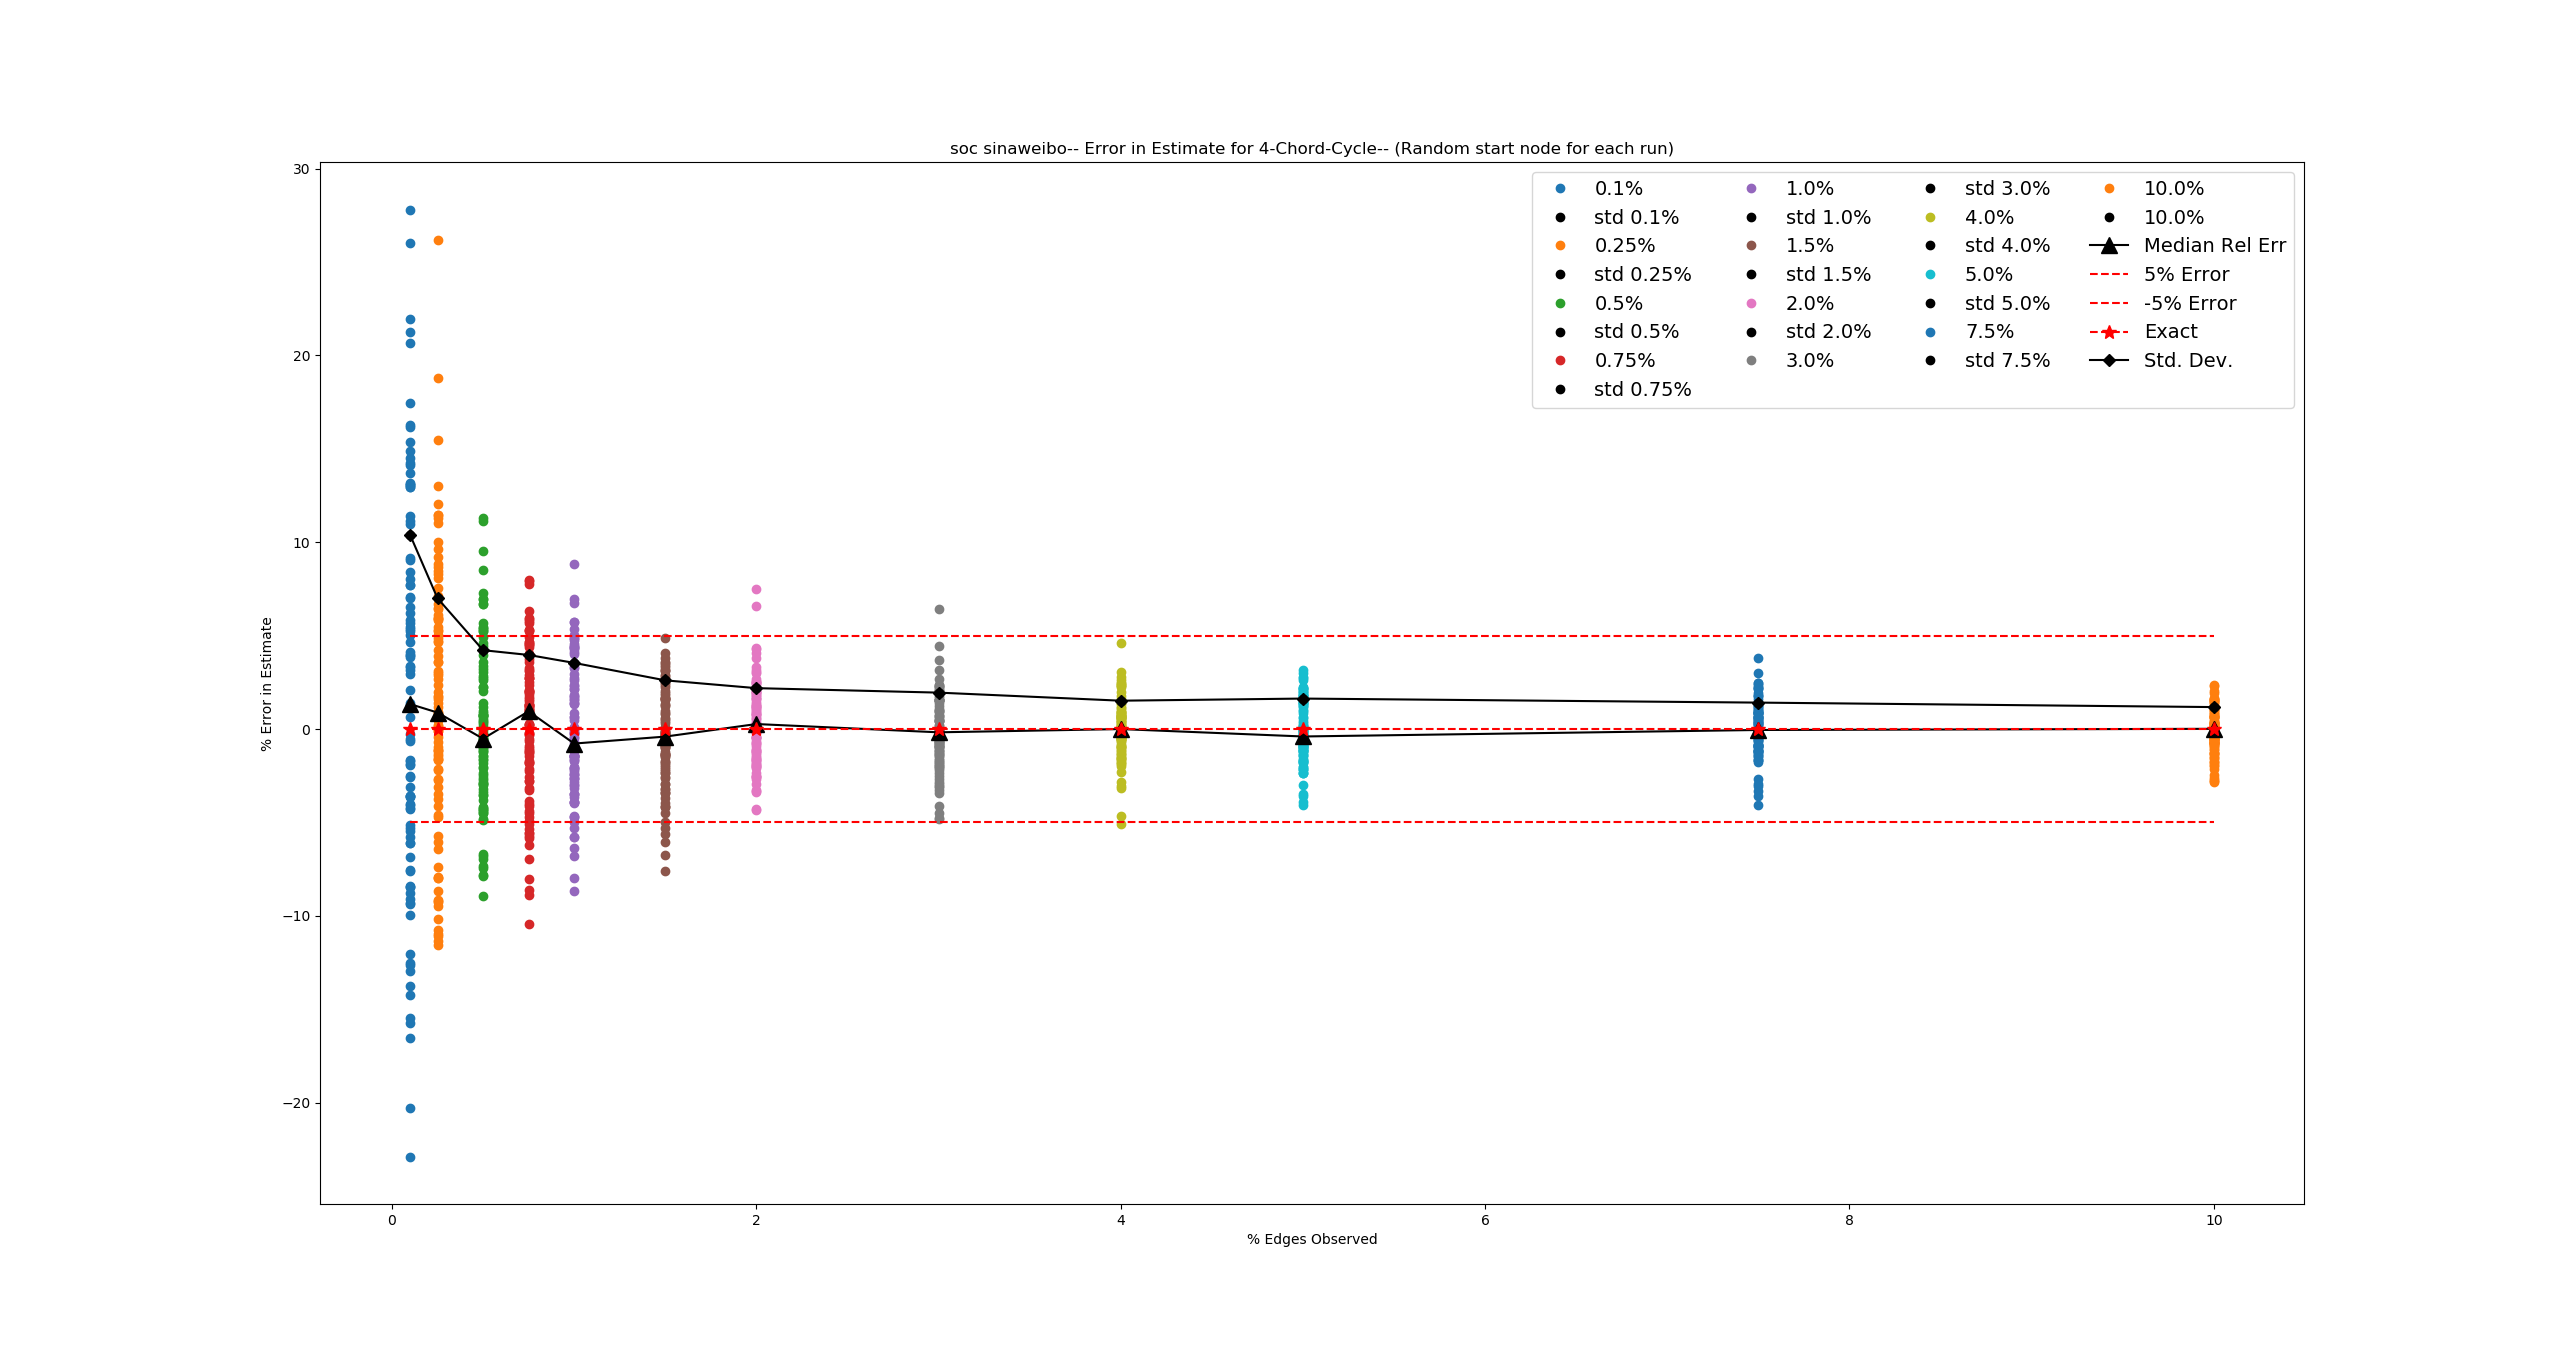 soc sinaweibo-- Error in Estimate for 4-Chord-Cycle-- (Random start node for each run)
30
20
10
0
−10
−20
% Error in Estimate
0.1%
std 0.1%
0.25%
std 0.25%
0.5%
std 0.5%
0.75%
std 0.75%
1.0%
std 1.0%
1.5%
std 1.5%
2.0%
std 2.0%
3.0%
std 3.0%
4.0%
std 4.0%
5.0%
std 5.0%
7.5%
std 7.5%
10.0%
10.0%
Median Rel Err
5% Error
-5% Error
Exact
Std. Dev.
0 2 4 6 8 10
% Edges Observed